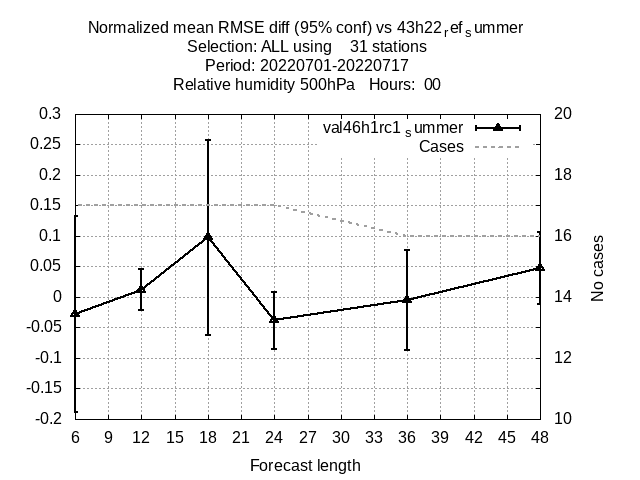 Normalized mean RMSE diff (95% conf) vs 43h22refsummer
Selection: ALL using 31 stations
Period: 20220701-20220717
Relative humidity 500hPa Hours: 00
val46h1rc1summer
Cases
0.3
0.25
0.2
0.15
0.1
0.05
0
-0.05
-0.1
-0.15
-0.2
20
18
16
14
12
10
No cases
6 9 12 15 18 21 24 27 30 33 36 39 42 45 48
Forecast length